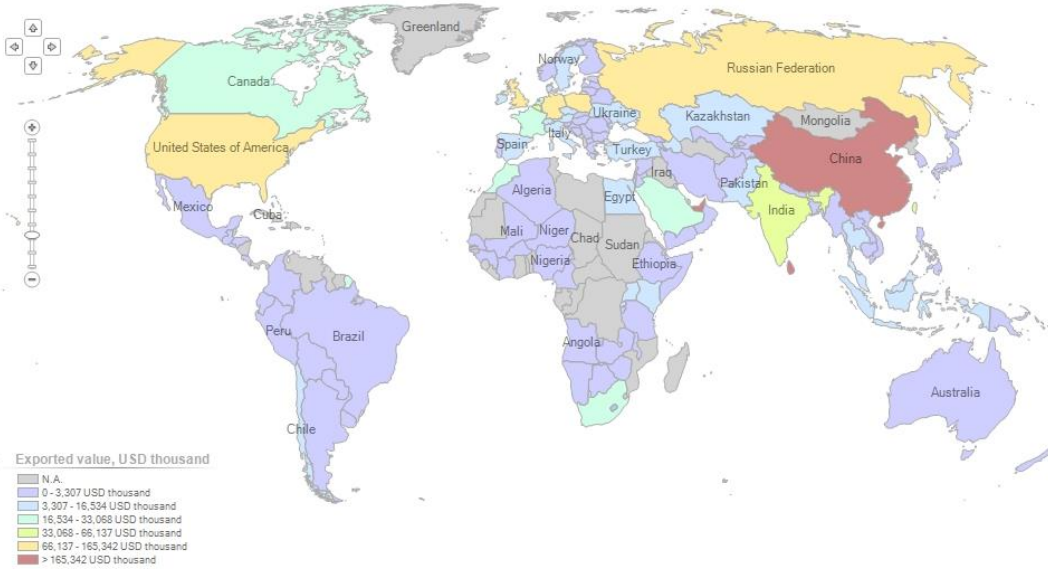 Greenland
Norway
Canada
Russian Federation
Ukraine
Kazakhstan
Mongolia
Italy
United States of America
Spain
Turkey
China
Iraq
Pakistan
Algeria
Egypt
Mexico
India
Cuba
Mali
Niger
Chad
Sudan
Nigeria
Ethiopia
Peru
Brazil
Angola
Australia
Chile
Exported value, USD thousand
N.A.
0 - 3,307 USD thousand
3,307 - 16,534 USD thousand
16,534 - 33,068 USD thousand
33,068 - 66,137 USD thousand
66,137 - 165,342 USD thousand
> 165,342 USD thousand